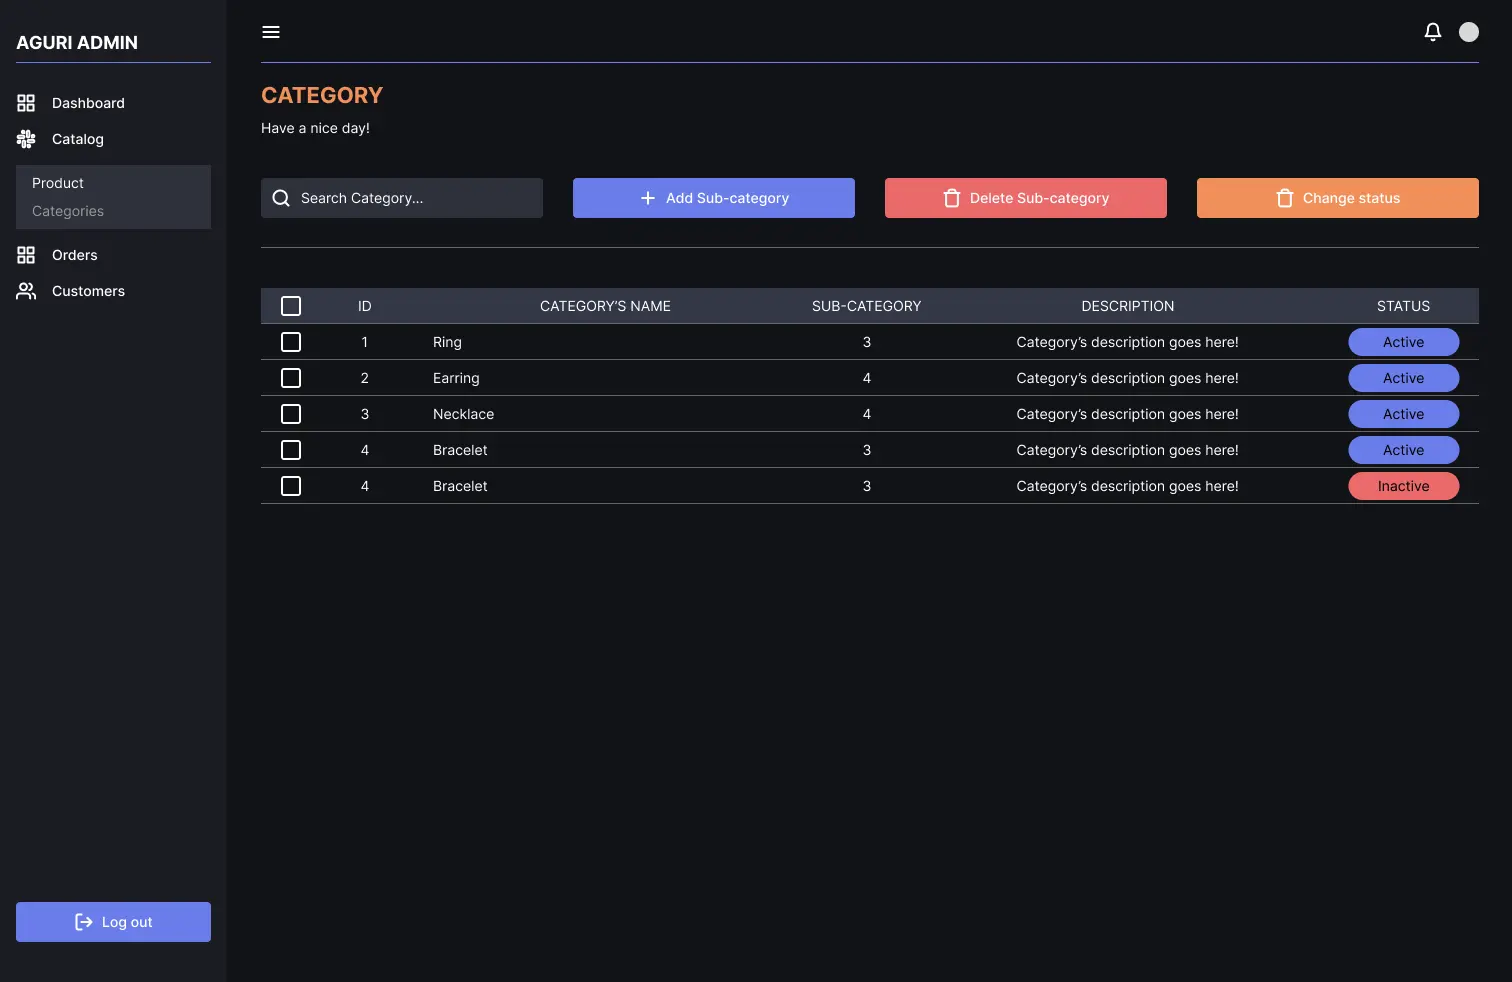 AGURI ADMIN
Dashboard
Catalog
Product
Categories
Orders
Customers
Log out
CATEGORY
Have a nice day!
Search Category...
Add Sub-category
Delete Sub-category
Change status
ID CATEGORY’S NAME SUB-CATEGORY DESCRIPTION STATUS
1 Ring 3 Category’s description goes here! Active
2 Earring 4 Category’s description goes here! Active
3 Necklace 4 Category’s description goes here! Active
4 Bracelet 3 Category’s description goes here! Active
4 Bracelet 3 Category’s description goes here! Inactive